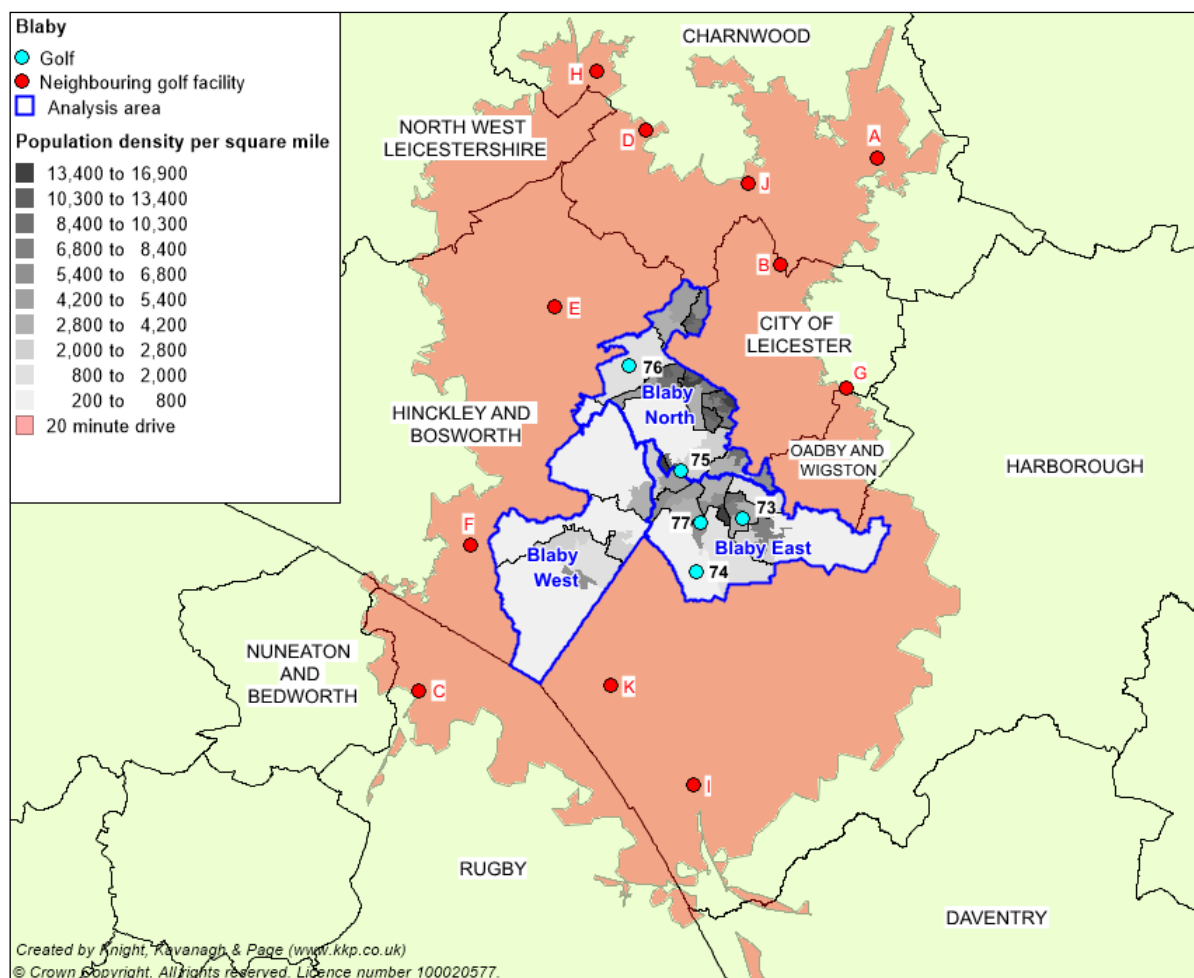 Blaby
Golf
Neighbouring golf facility
Analysis area
Population density per square mile
13,400 to 16,900
10,300 to 13,400
8,400 to 10,300
6,800 to 8,400
5,400 to 6,800
4,200 to 5,400
2,800 to 4,200
2,000 to 2,800
800 to 2,000
200 to 800
20 minute drive
CHARNWOOD
H
NORTH WEST
LEICESTERSHIRE
D
A
J
B
E
CITY OF
LEICESTER
76
G
Blaby
North
HINCKLEY AND
BOSWORTH
OADBY AND
WIGSTON
75
HARBOROUGH
73
77
F
Blaby East
Blaby
West
74
NUNEATON
AND
BEDWORTH
C
K
I
RUGBY
DAVENTRY
Created by Knight, Kavanagh & Page (www.kkp.co.uk)
© Crown Copyright. All rights reserved. Licence number 100020577.